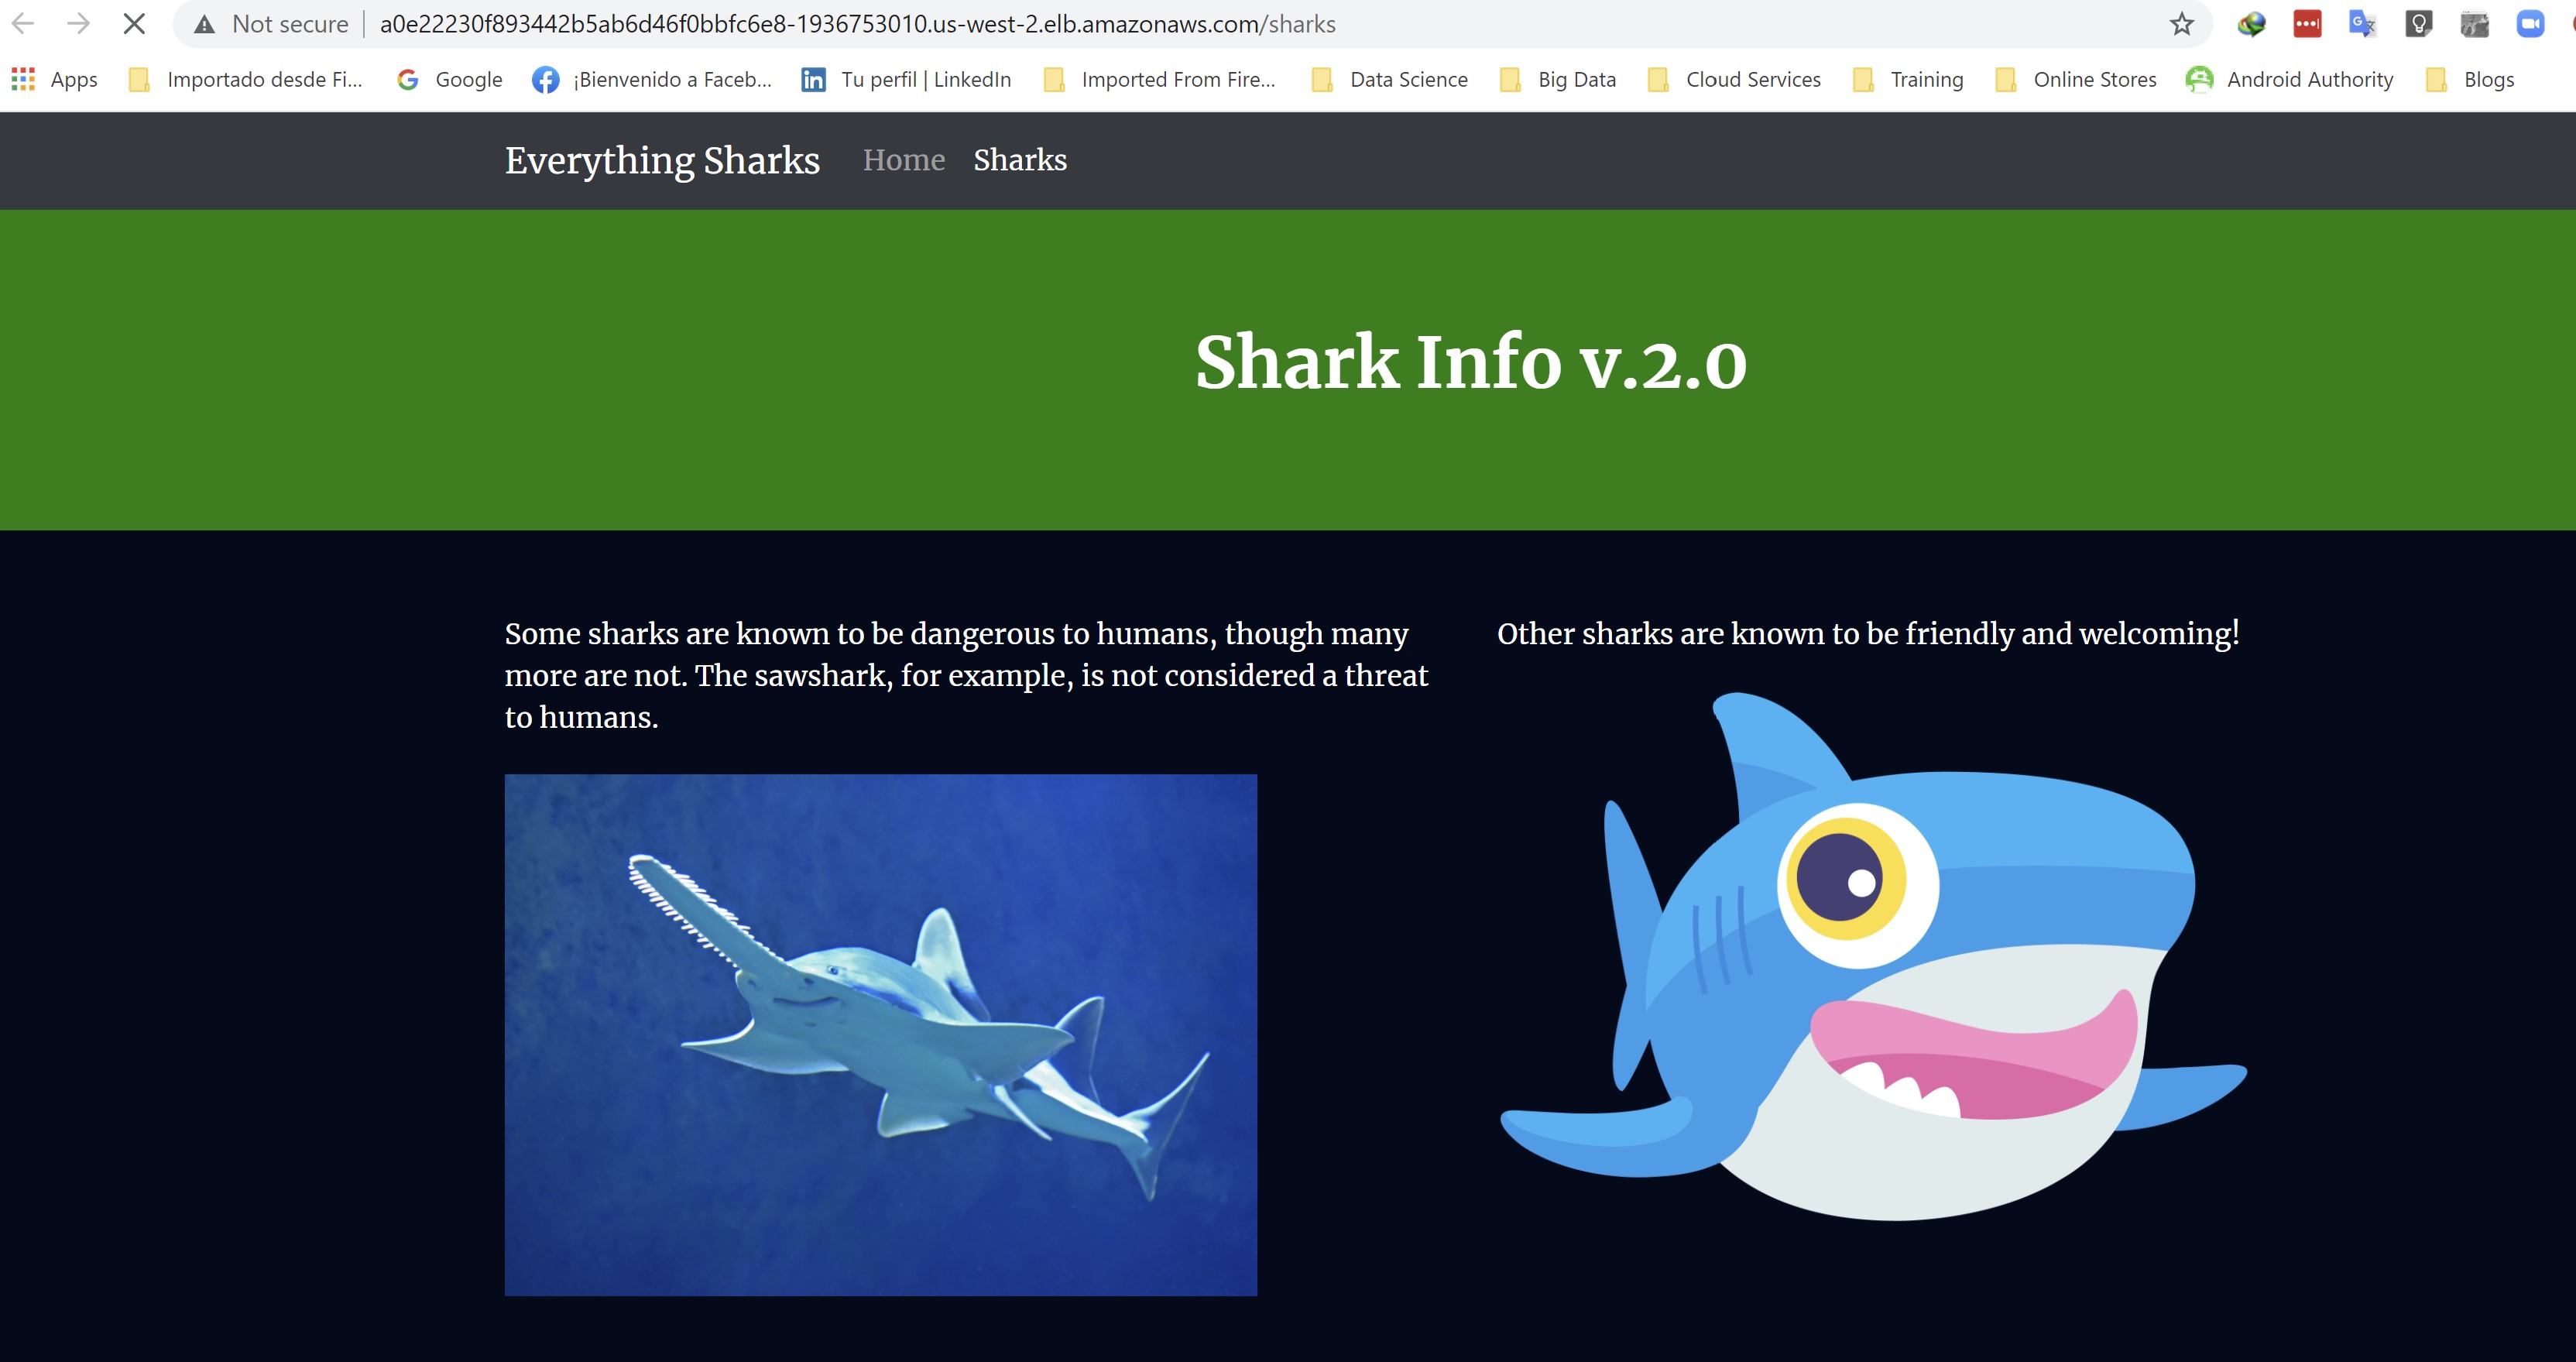 Not secure a0e22230f893442b5ab6d46f0bbfc6e8-1936753010.us-west-2.elb.amazonaws.com/sharks
Apps Importado desde Fi... Google ¡Bienvenido a Faceb... Tu perfil | LinkedIn Imported From Fire... Data Science Big Data Cloud Services Training Online Stores Android Authority Blogs
Everything Sharks Home Sharks
Shark Info v.2.0
Some sharks are known to be dangerous to humans, though many
more are not. The sawshark, for example, is not considered a threat
to humans.
Other sharks are known to be friendly and welcoming!